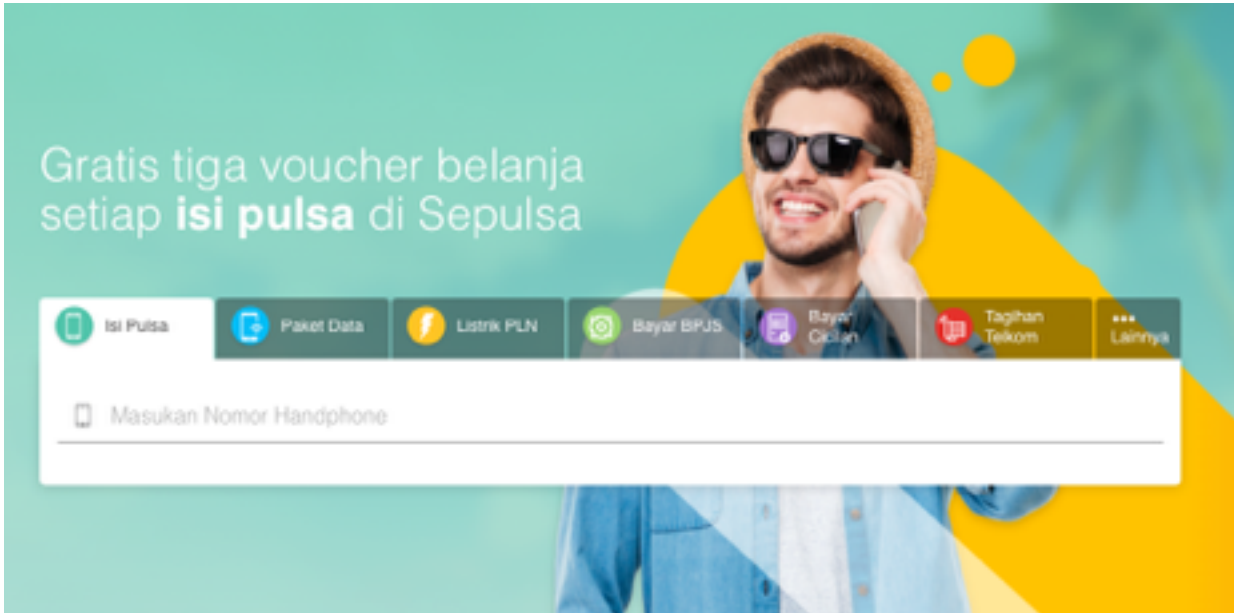 Gratis tiga voucher belanja
setiap isi pulsa di Sepulsa
Isi Pulsa
Paket Data
Listrik PLN
Bayar BPJS
Bayar
Cicilan
Tagihan
Telkom
Lainnya
Masukan Nomor Handphone